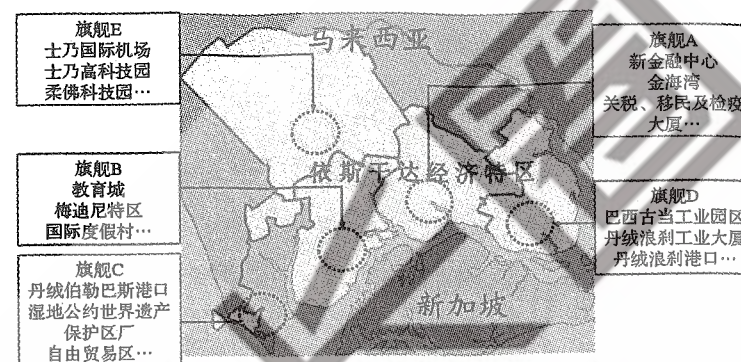 旗舰E
士乃国际机场
士乃高科技园
柔佛科技园…
马来西亚
旗舰A
新金融中心
金海湾
关税、移民及检疫
大厦…
旗舰B
教育城
梅迪尼特区
国际度假村…
依斯干达经济特区
旗舰D
巴西古当工业园区
丹绒浪刹工业大厦
丹绒浪刹港口…
旗舰C
丹绒伯勒巴斯港口
湿地公约世界遗产
保护区厂
自由贸易区…
新加坡